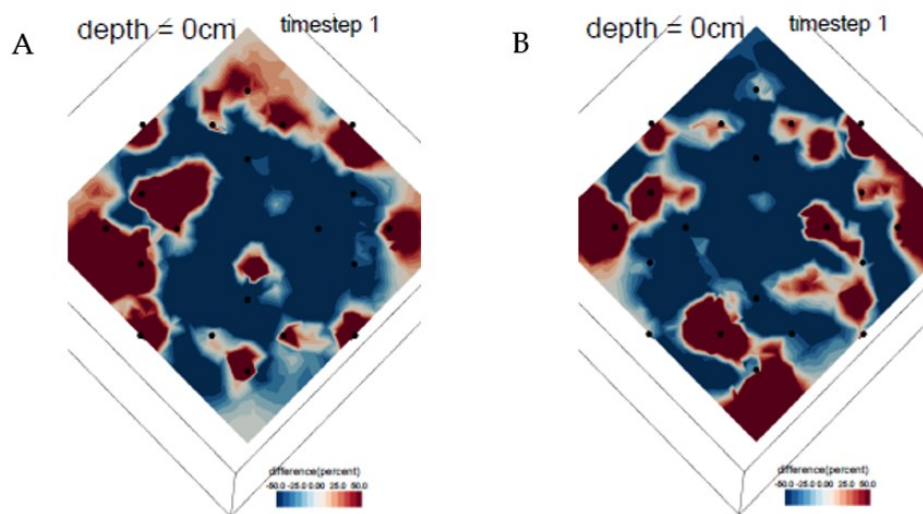 A
depth = 0cm
timestep 1
difference(percent)
-50.0 -25.0 0.00 25.0 50.0
B
depth = 0cm
timestep 1
difference(percent)
-50.0 -25.0 0.00 25.0 50.0